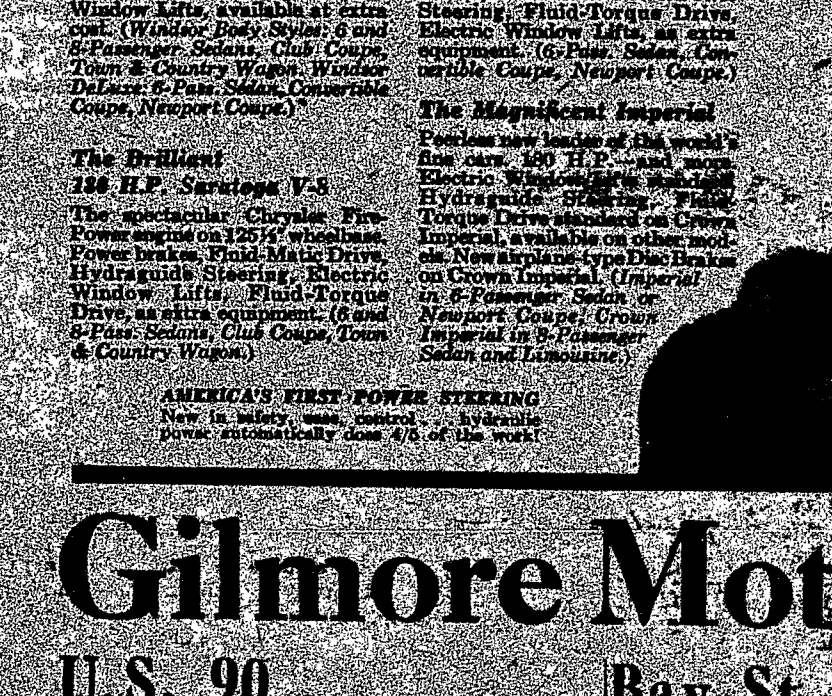 Window Lifts, available at extra
cost. (Windsor Body Styles: 6 and
8-Passenger Sedans, Club Coupe,
Town & Country Wagon. Windsor
DeLuxe: 6-Pass. Sedan, Convertible
Coupe, Newport Coupe.)
The Brilliant
180 H.P. Saratoga V-8
The spectacular Chrysler Fire-
Power engine on 125½" wheelbase.
Power brakes, Fluid-Matic Drive,
Hydraguide Steering, Electric
Window Lifts, Fluid-Torque
Drive, as extra equipment. (6 and
8-Pass. Sedans, Club Coupe, Town
& Country Wagon.)
Steering, Fluid-Torque Drive,
Electric Window Lifts, as extra
equipment. (6-Pass. Sedan, Con-
vertible Coupe, Newport Coupe.)
The Magnificent Imperial
Peerless new leader of the world's
fine cars. 180 H.P.—and more.
Electric Window Lifts standard,
Hydraguide Steering, Fluid-
Torque Drive standard on Crown
Imperial, available on other mod-
els. New airplane-type Disc Brakes
on Crown Imperial. (Imperial
in 6-Passenger Sedan or
Newport Coupe, Crown
Imperial in 8-Passenger
Sedan and Limousine.)
AMERICA'S FIRST POWER STEERING
New in safety, ease, control . . . hydraulic
power automatically does 4/5 of the work!
Gilmore Mot
U.S. 90
Bay St